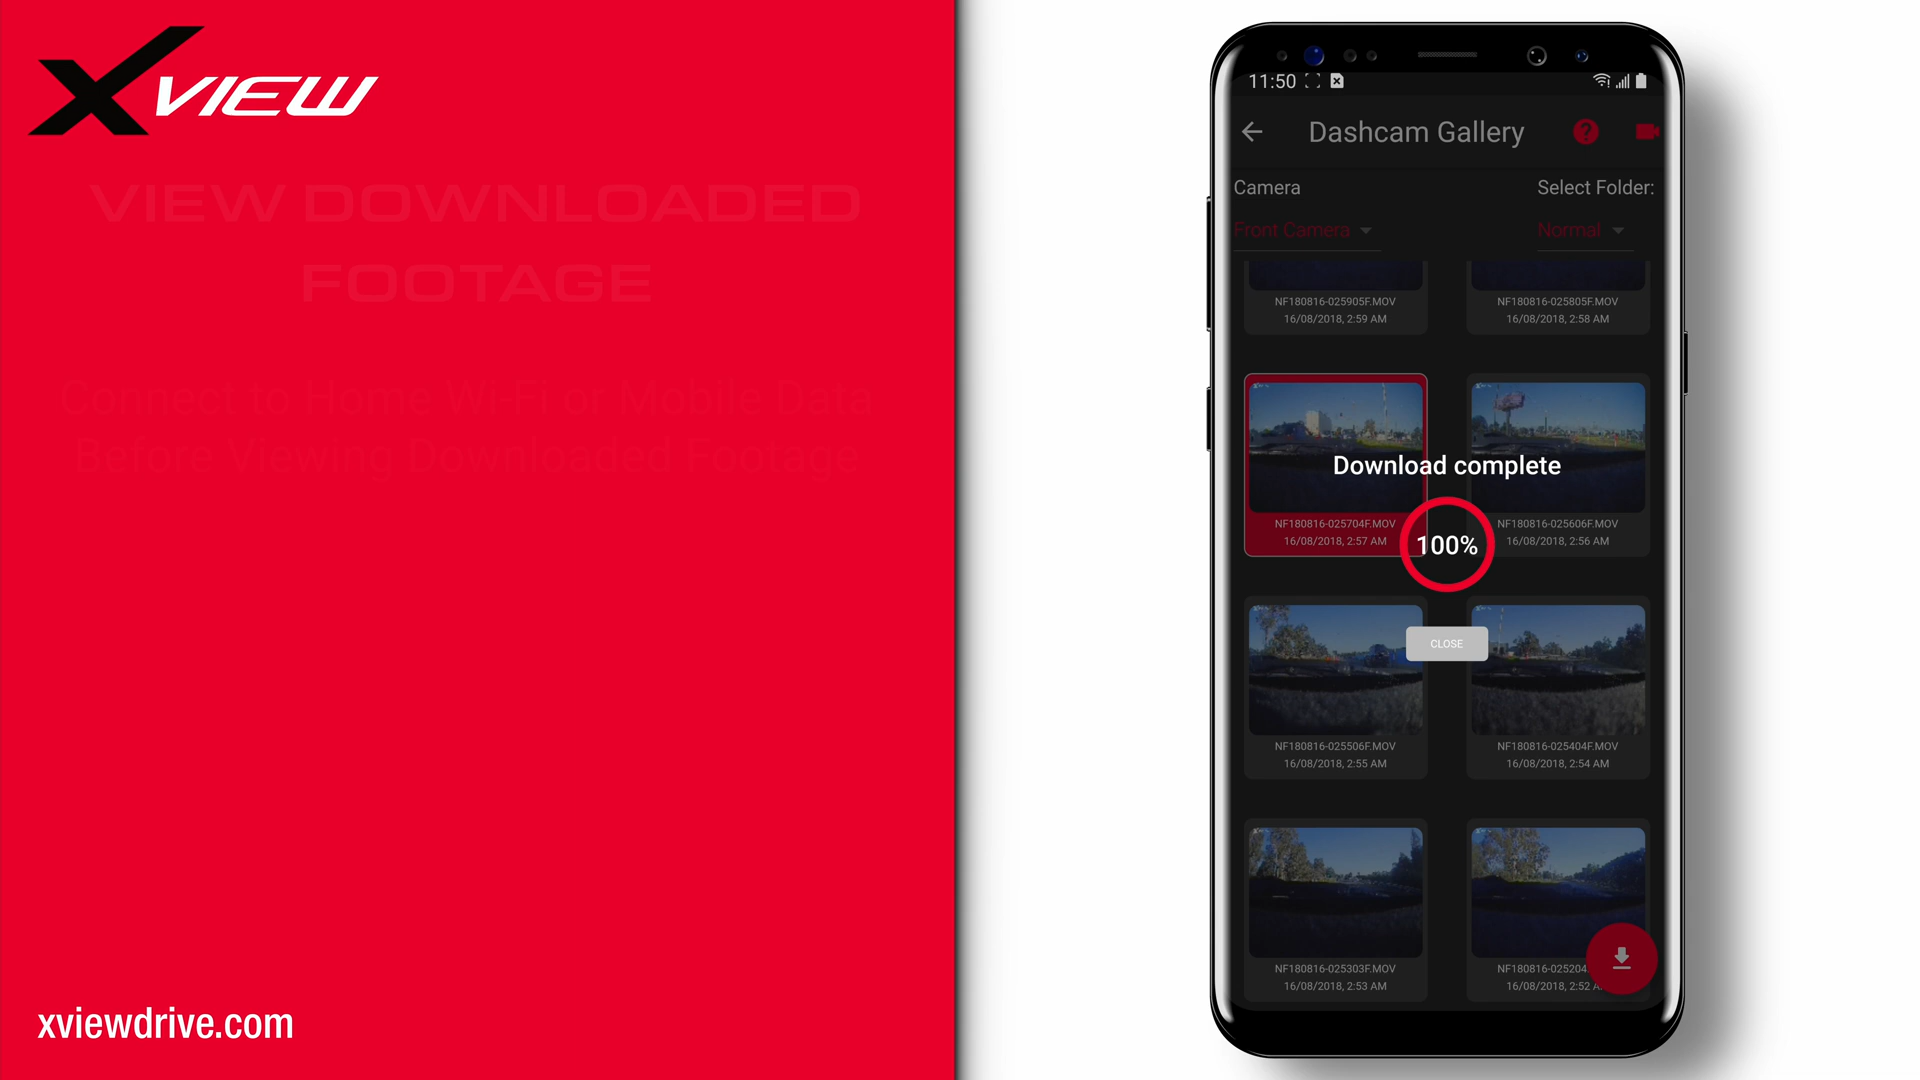 XVIEW
VIEW DOWNLOADED
FOOTAGE
Connect to Home Wi-Fi or Mobile Data
Before Viewing Downloaded Footage
xviewdrive.com
11:50
Dashcam Gallery
Camera
Select Folder:
Front Camera
Normal
NF180816-025905F.MOV
16/08/2018, 2:59 AM
NF180816-025805F.MOV
16/08/2018, 2:58 AM
Download complete
NF180816-025704F.MOV
16/08/2018, 2:57 AM
NF180816-025606F.MOV
16/08/2018, 2:56 AM
100%
CLOSE
NF180816-025506F.MOV
16/08/2018, 2:55 AM
NF180816-025404F.MOV
16/08/2018, 2:54 AM
NF180816-025303F.MOV
16/08/2018, 2:53 AM
NF180816-025204
16/08/2018, 2:52 A